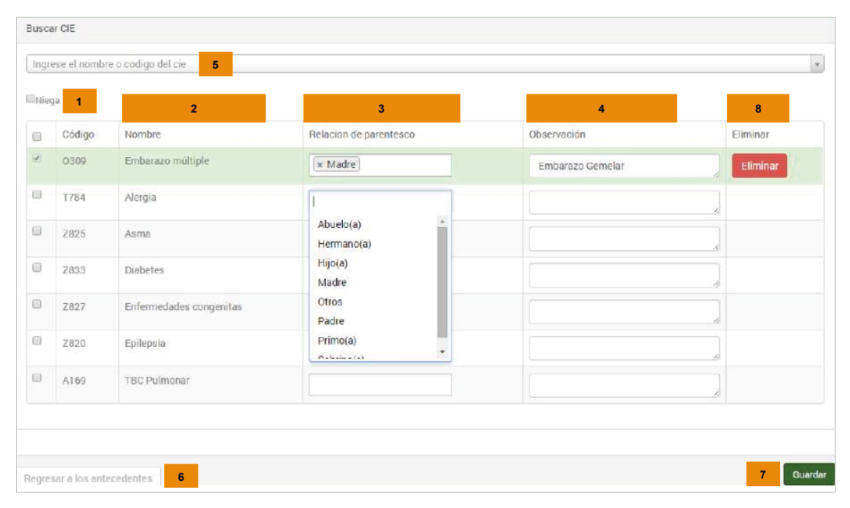 Buscar CIE
Ingrese el nombre o codigo del cie 5
Niega 1 2 3 4 8
Código Nombre Relacion de parentesco Observación Eliminar
O309 Embarazo múltiple × Madre Embarazo Gemelar Eliminar
T784 Alergia
Abuelo(a)
Z825 Asma
Hermano(a)
Hijo(a)
Z833 Diabetes
Madre
Otros
Z827 Enfermedades congenitas
Padre
Z820 Epilepsia Primo(a)
A169 TBC Pulmonar
Regresar a los antecedentes 6 7 Guardar